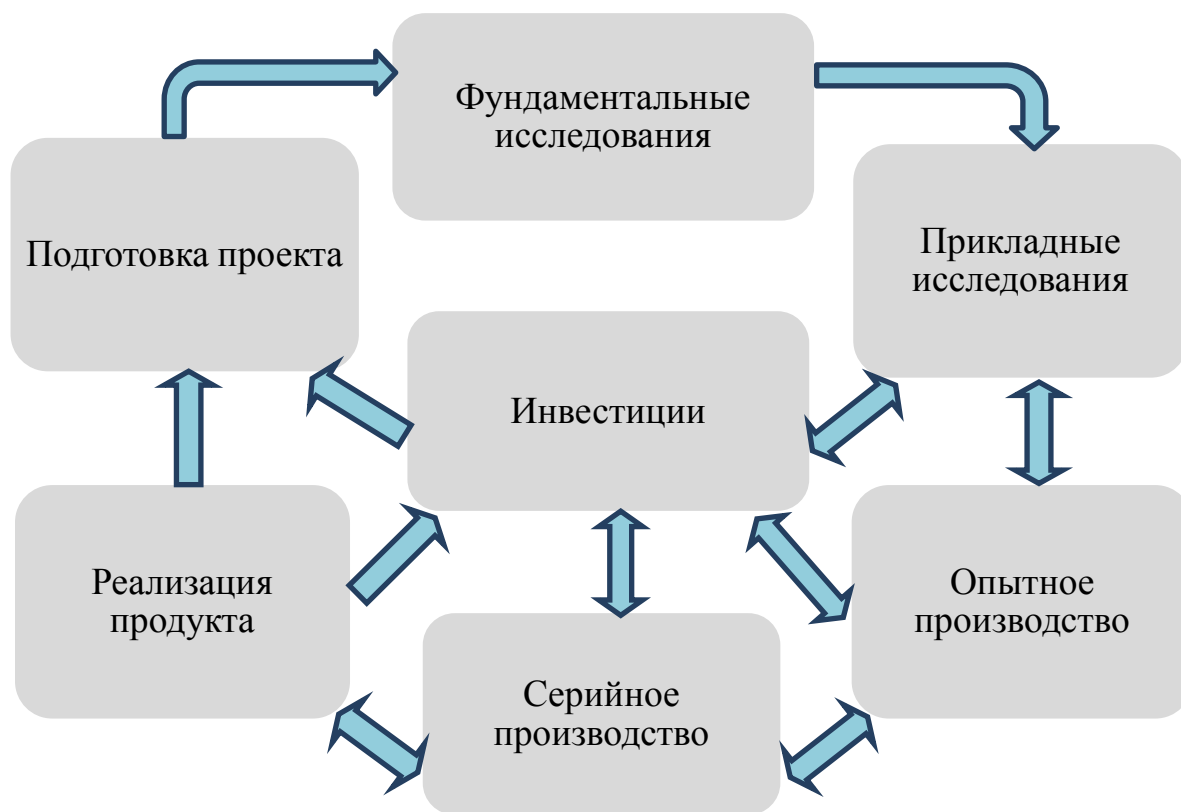 Фундаментальные
исследования
Подготовка проекта
Прикладные
исследования
Инвестиции
Реализация
продукта
Опытное
производство
Серийное
производство